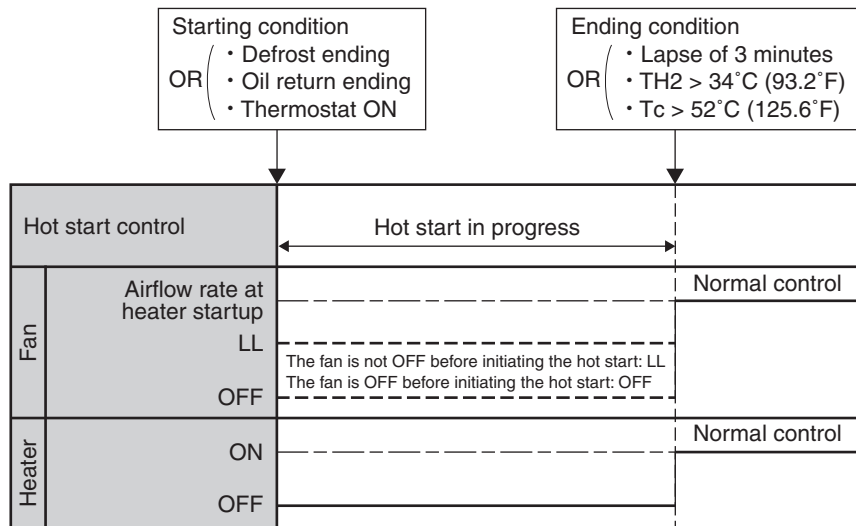 Starting condition
OR
・Defrost ending
・Oil return ending
・Thermostat ON
Ending condition
OR
・Lapse of 3 minutes
・TH2 > 34˚C (93.2˚F)
・Tc > 52˚C (125.6˚F)
Hot start control
Hot start in progress
Fan
Airflow rate at
heater startup
Normal control
LL
The fan is not OFF before initiating the hot start: LL
The fan is OFF before initiating the hot start: OFF
OFF
Heater
ON
Normal control
OFF